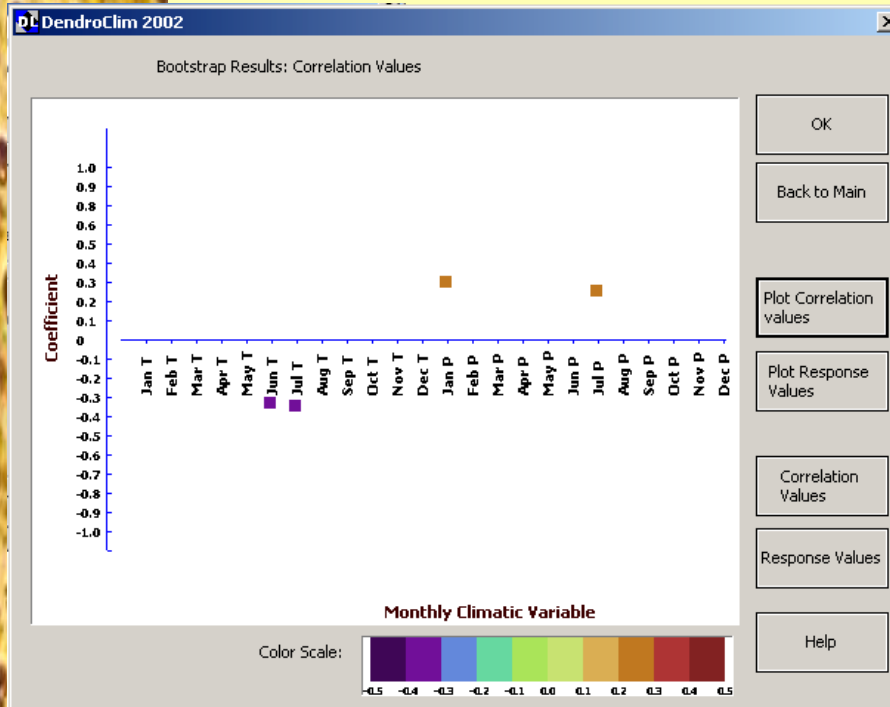 DendroClim 2002
Bootstrap Results: Correlation Values
1.0
0.9
0.8
0.7
0.6
0.5
0.4
0.3
0.2
0.1
0
-0.1
-0.2
-0.3
-0.4
-0.5
-0.6
-0.7
-0.8
-0.9
-1.0
Coefficient
Jan T
Feb T
Mar T
Apr T
May T
Jun T
Jul T
Aug T
Sep T
Oct T
Nov T
Dec T
Jan P
Feb P
Mar P
Apr P
May P
Jun P
Jul P
Aug P
Sep P
Oct P
Nov P
Dec P
Monthly Climatic Variable
Color Scale:
-0.5 -0.4 -0.3 -0.2 -0.1 0.0 0.1 0.2 0.3 0.4 0.5
OK
Back to Main
Plot Correlation
values
Plot Response
Values
Correlation
Values
Response Values
Help